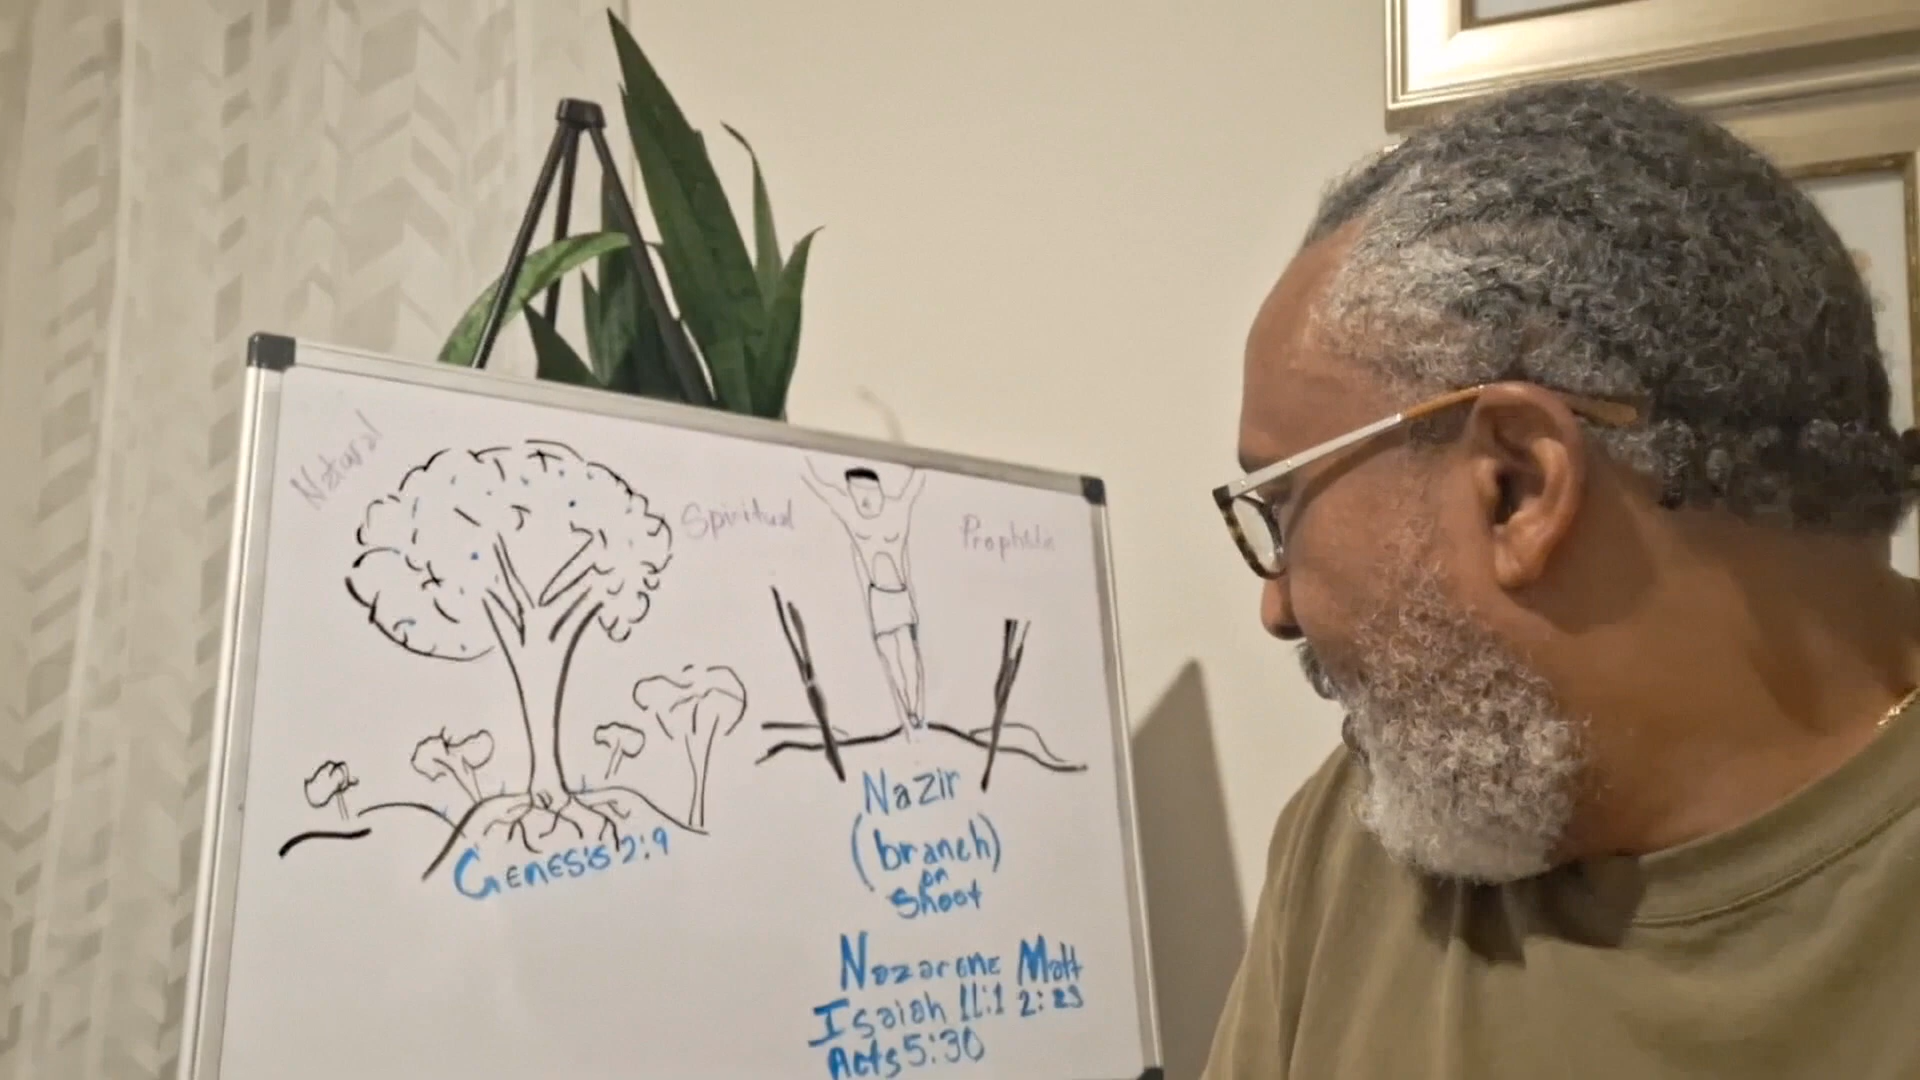 Natural
Spiritual
Prophetic
Genesis 2:9
Nazir
(branch)
or
Shoot
Nazarene Matt
Isaiah 11:1 2:23
Acts 5:30